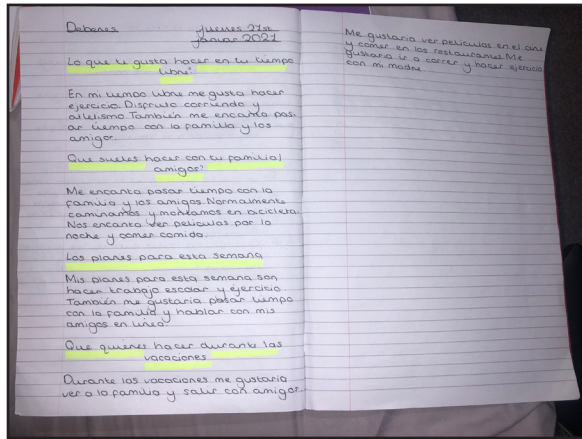 Deberes Jueves 21st
januar 2021
Lo que te gusta hacer en tu tiempo
libre?
En mi tiempo libre me gusta hacer
ejercicio. Disfruto corriendo y
atletismo. También me encanta pas-
ar tiempo con la familia y los
amigos.
Que sueles hacer con tu familia/
amigos?
Me encanta pasar tiempo con la
familia y los amigos. Normalmente
caminamos y montamos en bicicleta.
Nos encanta ver peliculas por la
noche y comer comida.
Los planes para esta semana
Mis planes para esta semana son
hacer trabajo escolar y ejercicio.
También me gustaria pasar tiempo
con la familia y hablar con mis
amigos en linea.
Que quieres hacer durante las
vacaciones
Durante las vacaciones me gustaria
ver a la familia y salir con amigos.
Me gustaria ver peliculas en el cine
y comer en los restaurantes. Me
gustaria ir a correr y hacer ejercicio
con mi madre.